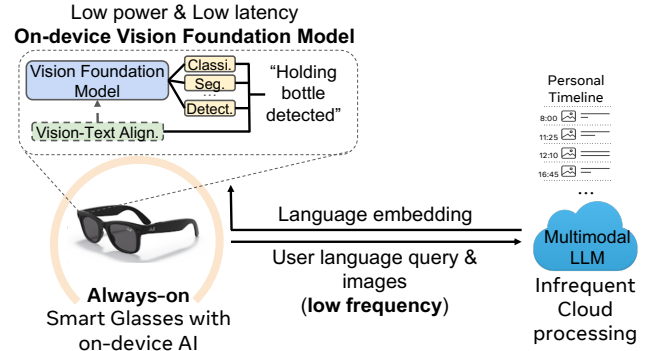 Low power & Low latency
On-device Vision Foundation Model
Vision Foundation
Model
Classi.
Seg.
...
Detect.
Vision-Text Align.
“Holding
bottle
detected”
Personal
Timeline
8:00
11:25
12:10
16:45
...
Language embedding
User language query &
images
(low frequency)
Multimodal
LLM
Always-on
Smart Glasses with
on-device AI
Infrequent
Cloud
processing